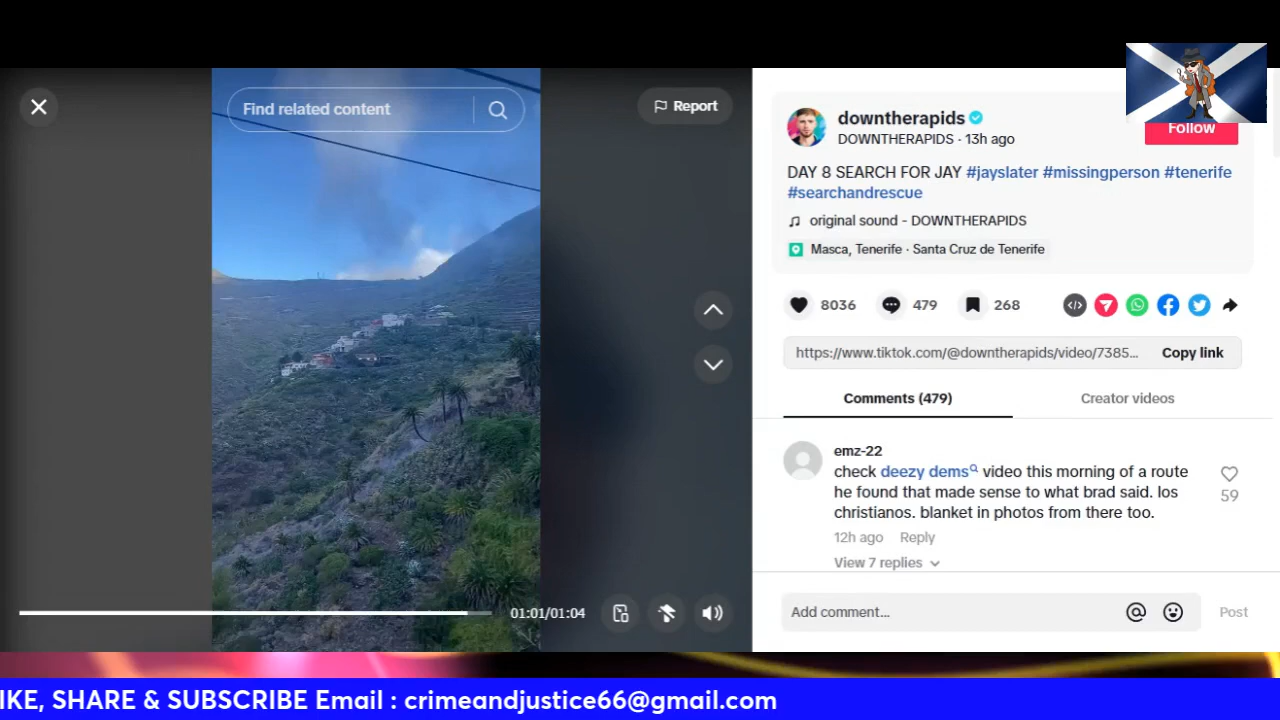 Find related content
Report
downtherapids
DOWNTHERAPIDS · 13h ago
Follow
DAY 8 SEARCH FOR JAY #jayslater #missingperson #tenerife
#searchandrescue
original sound - DOWNTHERAPIDS
Masca, Tenerife · Santa Cruz de Tenerife
8036
479
268
https://www.tiktok.com/@downtherapids/video/7385...
Copy link
Comments (479)
Creator videos
emz-22
check deezy dems video this morning of a route
he found that made sense to what brad said. los
christianos. blanket in photos from there too.
59
12h ago Reply
View 7 replies
01:01/01:04
Add comment...
Post
IKE, SHARE & SUBSCRIBE Email : crimeandjustice66@gmail.com